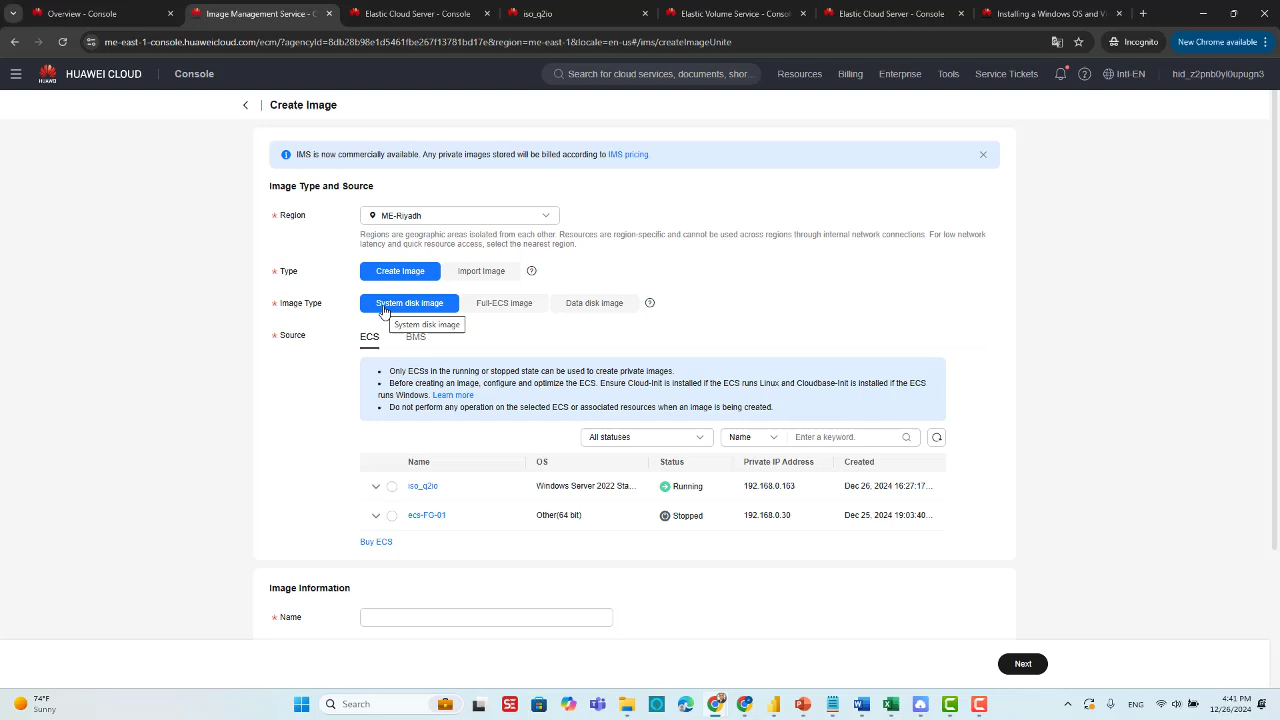 Overview - Console
Image Management Service - C
Elastic Cloud Server - Console
iso_q2io
Elastic Volume Service - Console
Elastic Cloud Server - Console
Installing a Windows OS and V
me-east-1-console.huaweicloud.com/ecm/?agencyId=8db28b98e1d5461fbe267f13781bd17e&region=me-east-1&locale=en-us#/ims/createImageUnite
Incognito
New Chrome available
HUAWEI CLOUD
Console
Search for cloud services, documents, shor
Resources
Billing
Enterprise
Tools
Service Tickets
Intl-EN
hid_z2pnb0yl0upugn3
Create Image
IMS is now commercially available. Any private images stored will be billed according to IMS pricing.
Image Type and Source
* Region
ME-Riyadh
Regions are geographic areas isolated from each other. Resources are region-specific and cannot be used across regions through internal network connections. For low network
latency and quick resource access, select the nearest region.
* Type
Create Image
Import Image
* Image Type
System disk image
Full-ECS image
Data disk image
System disk image
* Source
ECS
BMS
• Only ECSs in the running or stopped state can be used to create private images.
• Before creating an image, configure and optimize the ECS. Ensure Cloud-Init is installed if the ECS runs Linux and Cloudbase-Init is installed if the ECS
runs Windows. Learn more
• Do not perform any operation on the selected ECS or associated resources when an image is being created.
All statuses
Name
Enter a keyword.
Name OS Status Private IP Address Created
iso_q2io Windows Server 2022 Sta... Running 192.168.0.163 Dec 26, 2024 16:27:17...
ecs-FG-01 Other(64 bit) Stopped 192.168.0.30 Dec 25, 2024 19:03:40...
Buy ECS
Image Information
* Name
Next
74°F
Sunny
Search
ENG
4:41 PM
12/26/2024